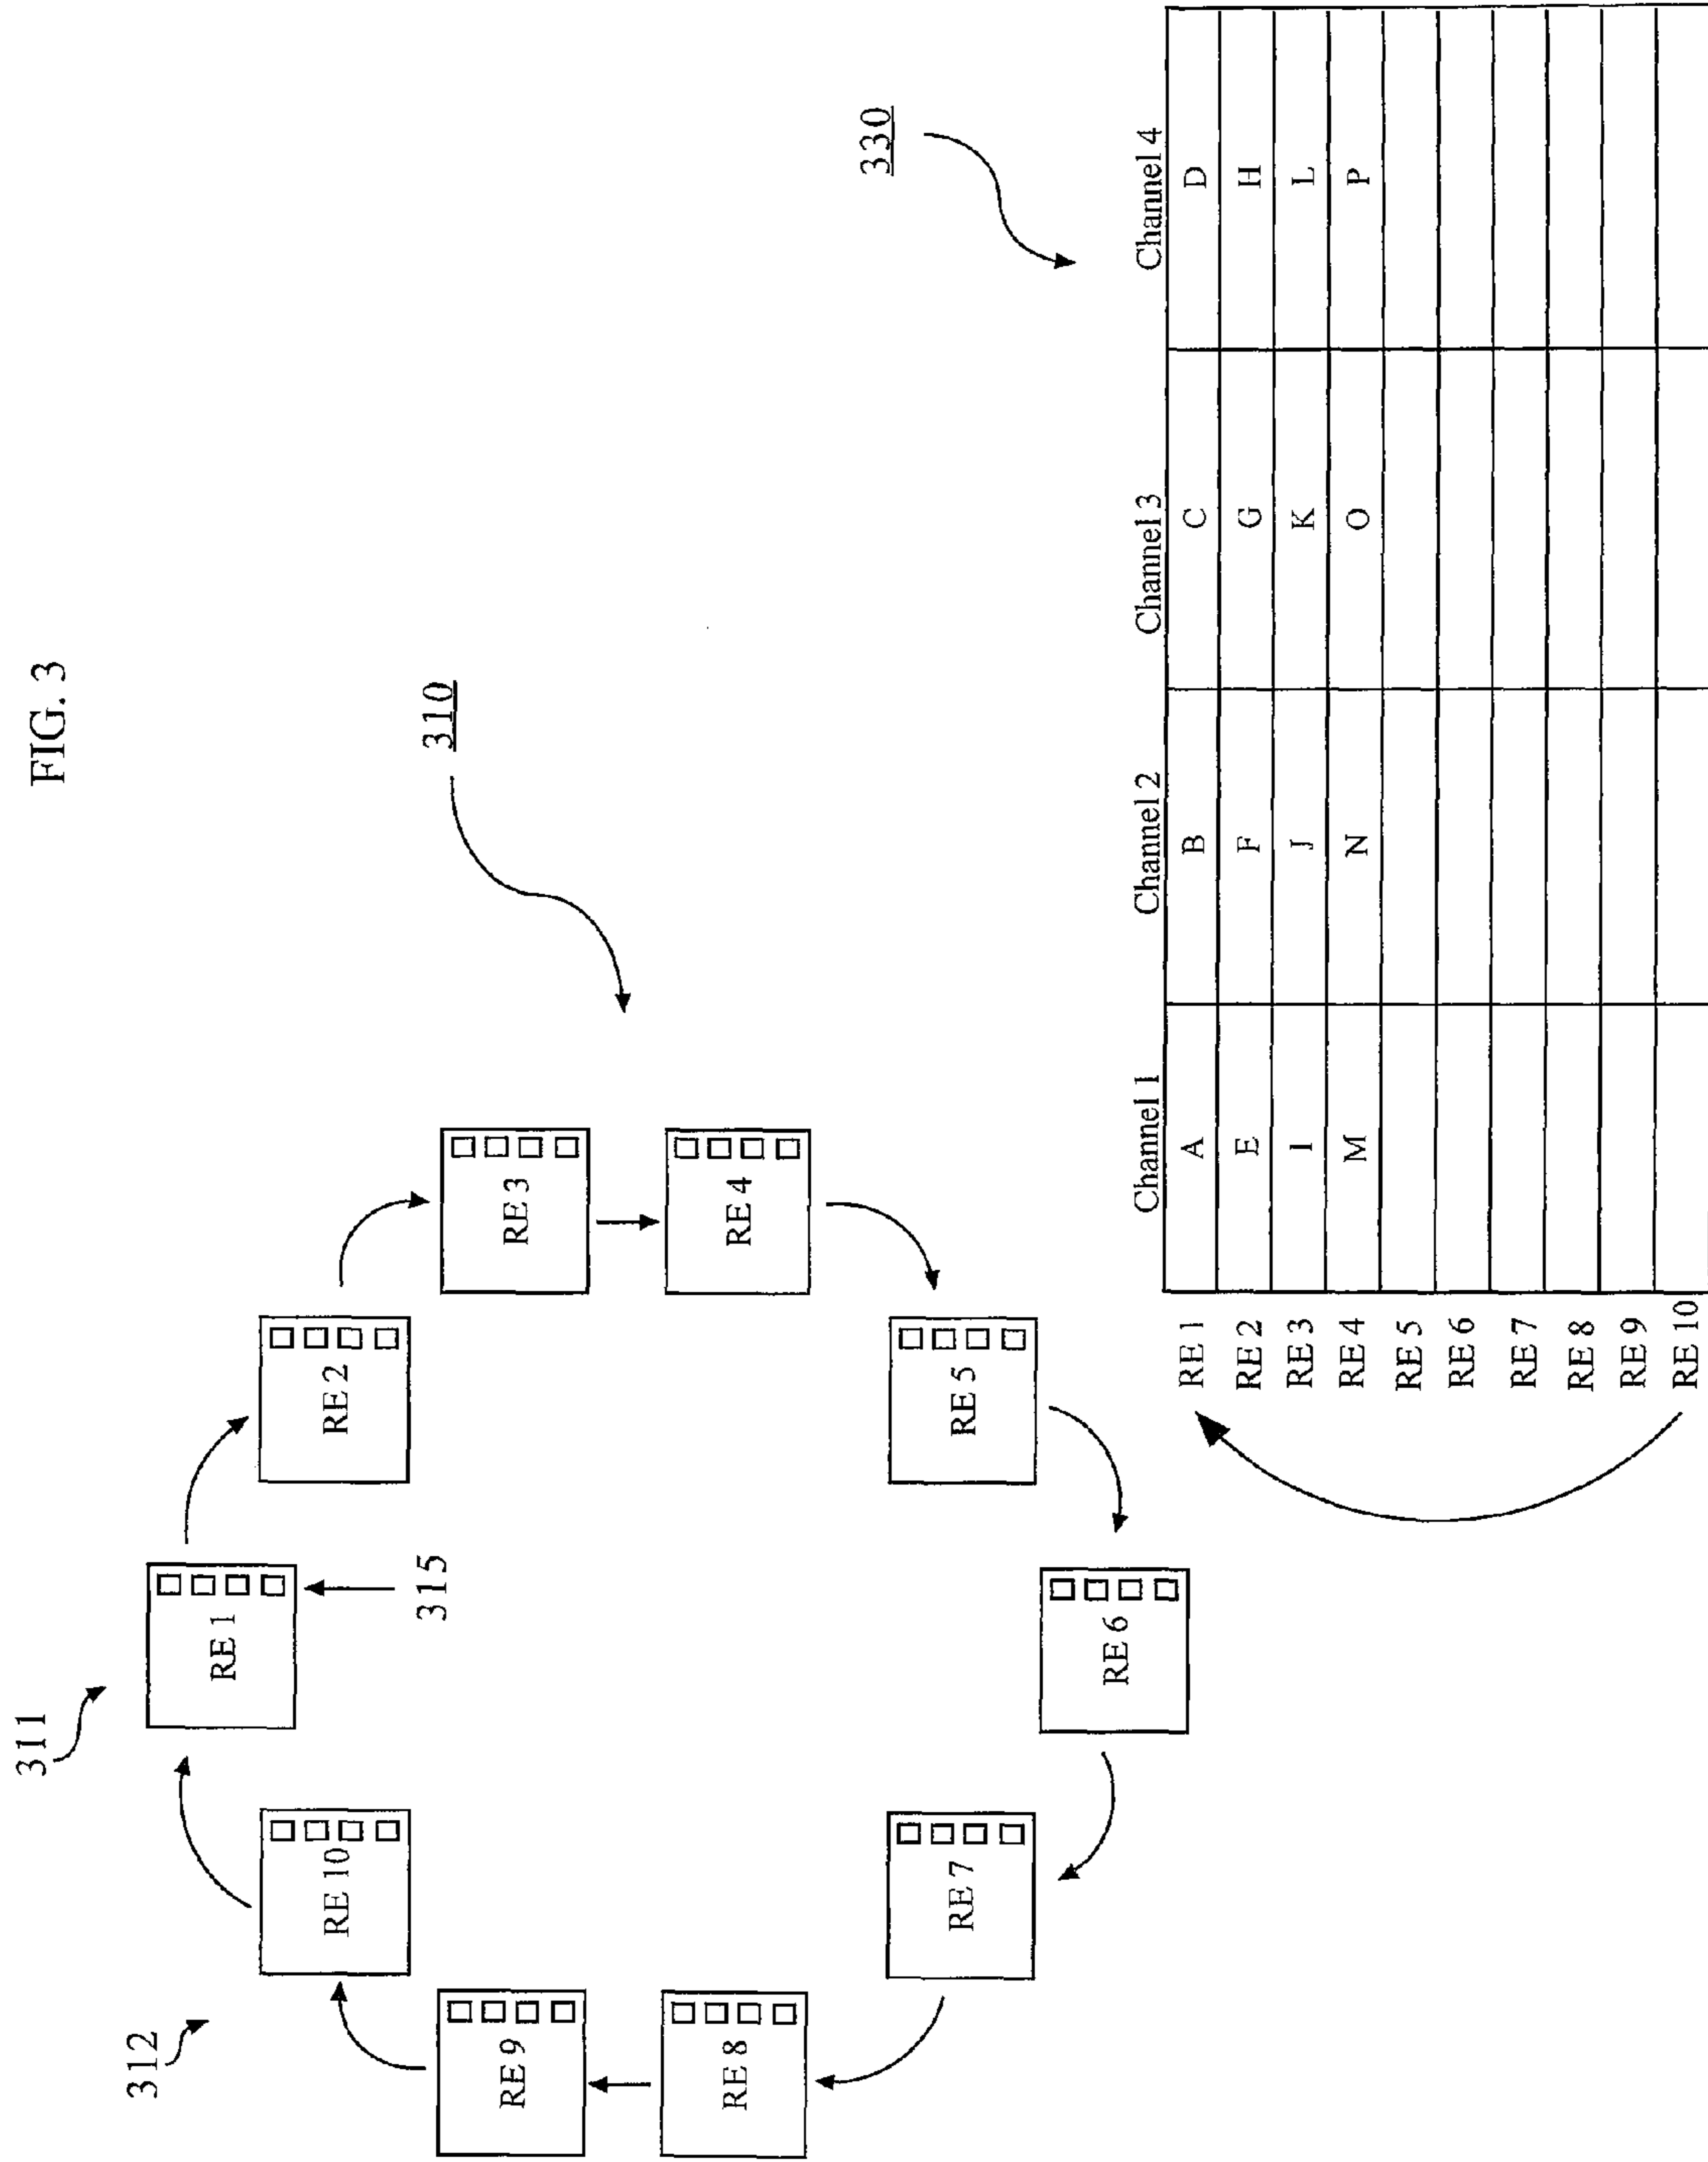 FIG. 3
310
311
312
RE 1
315
RE 2
RE 3
RE 4
RE 5
RE 6
RE 7
RE 8
RE 9
RE 10
330
Channel 1 Channel 2 Channel 3 Channel 4
RE 1 A B C D
RE 2 E F G H
RE 3 I J K L
RE 4 M N O P
RE 5
RE 6
RE 7
RE 8
RE 9
RE 10